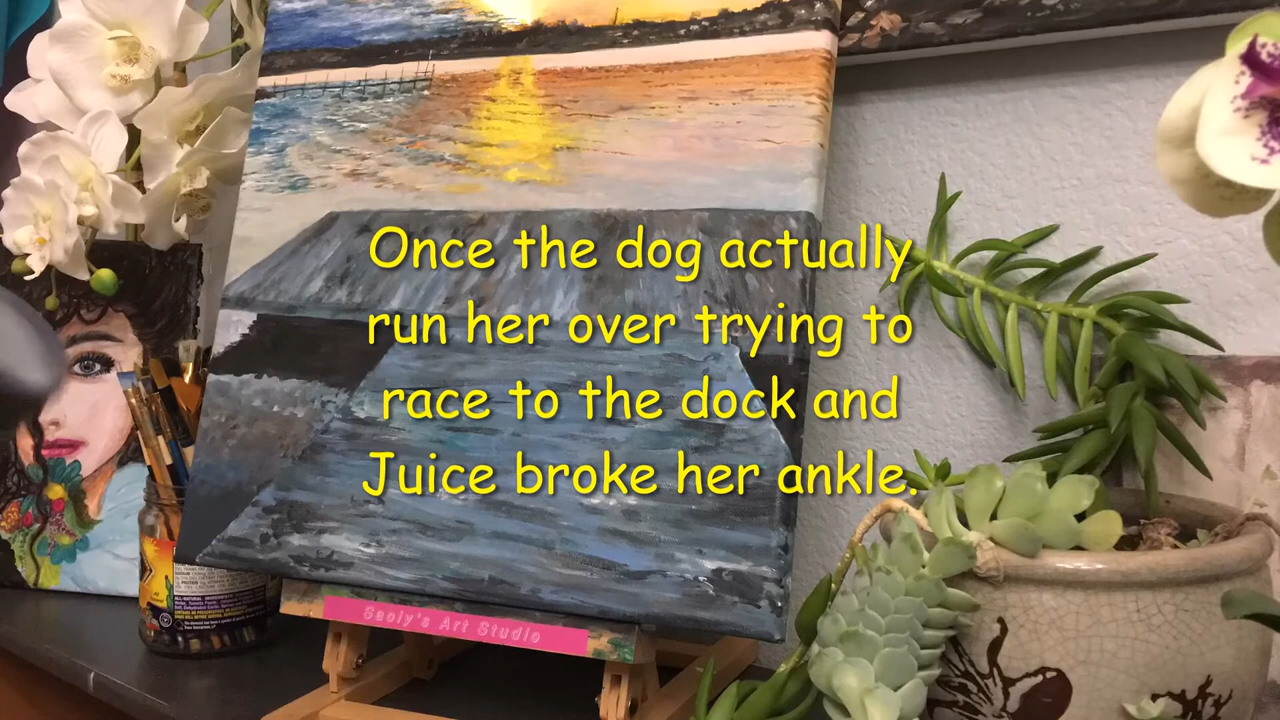 Once the dog actually
run her over trying to
race to the dock and
Juice broke her ankle.
Seoly's Art Studio